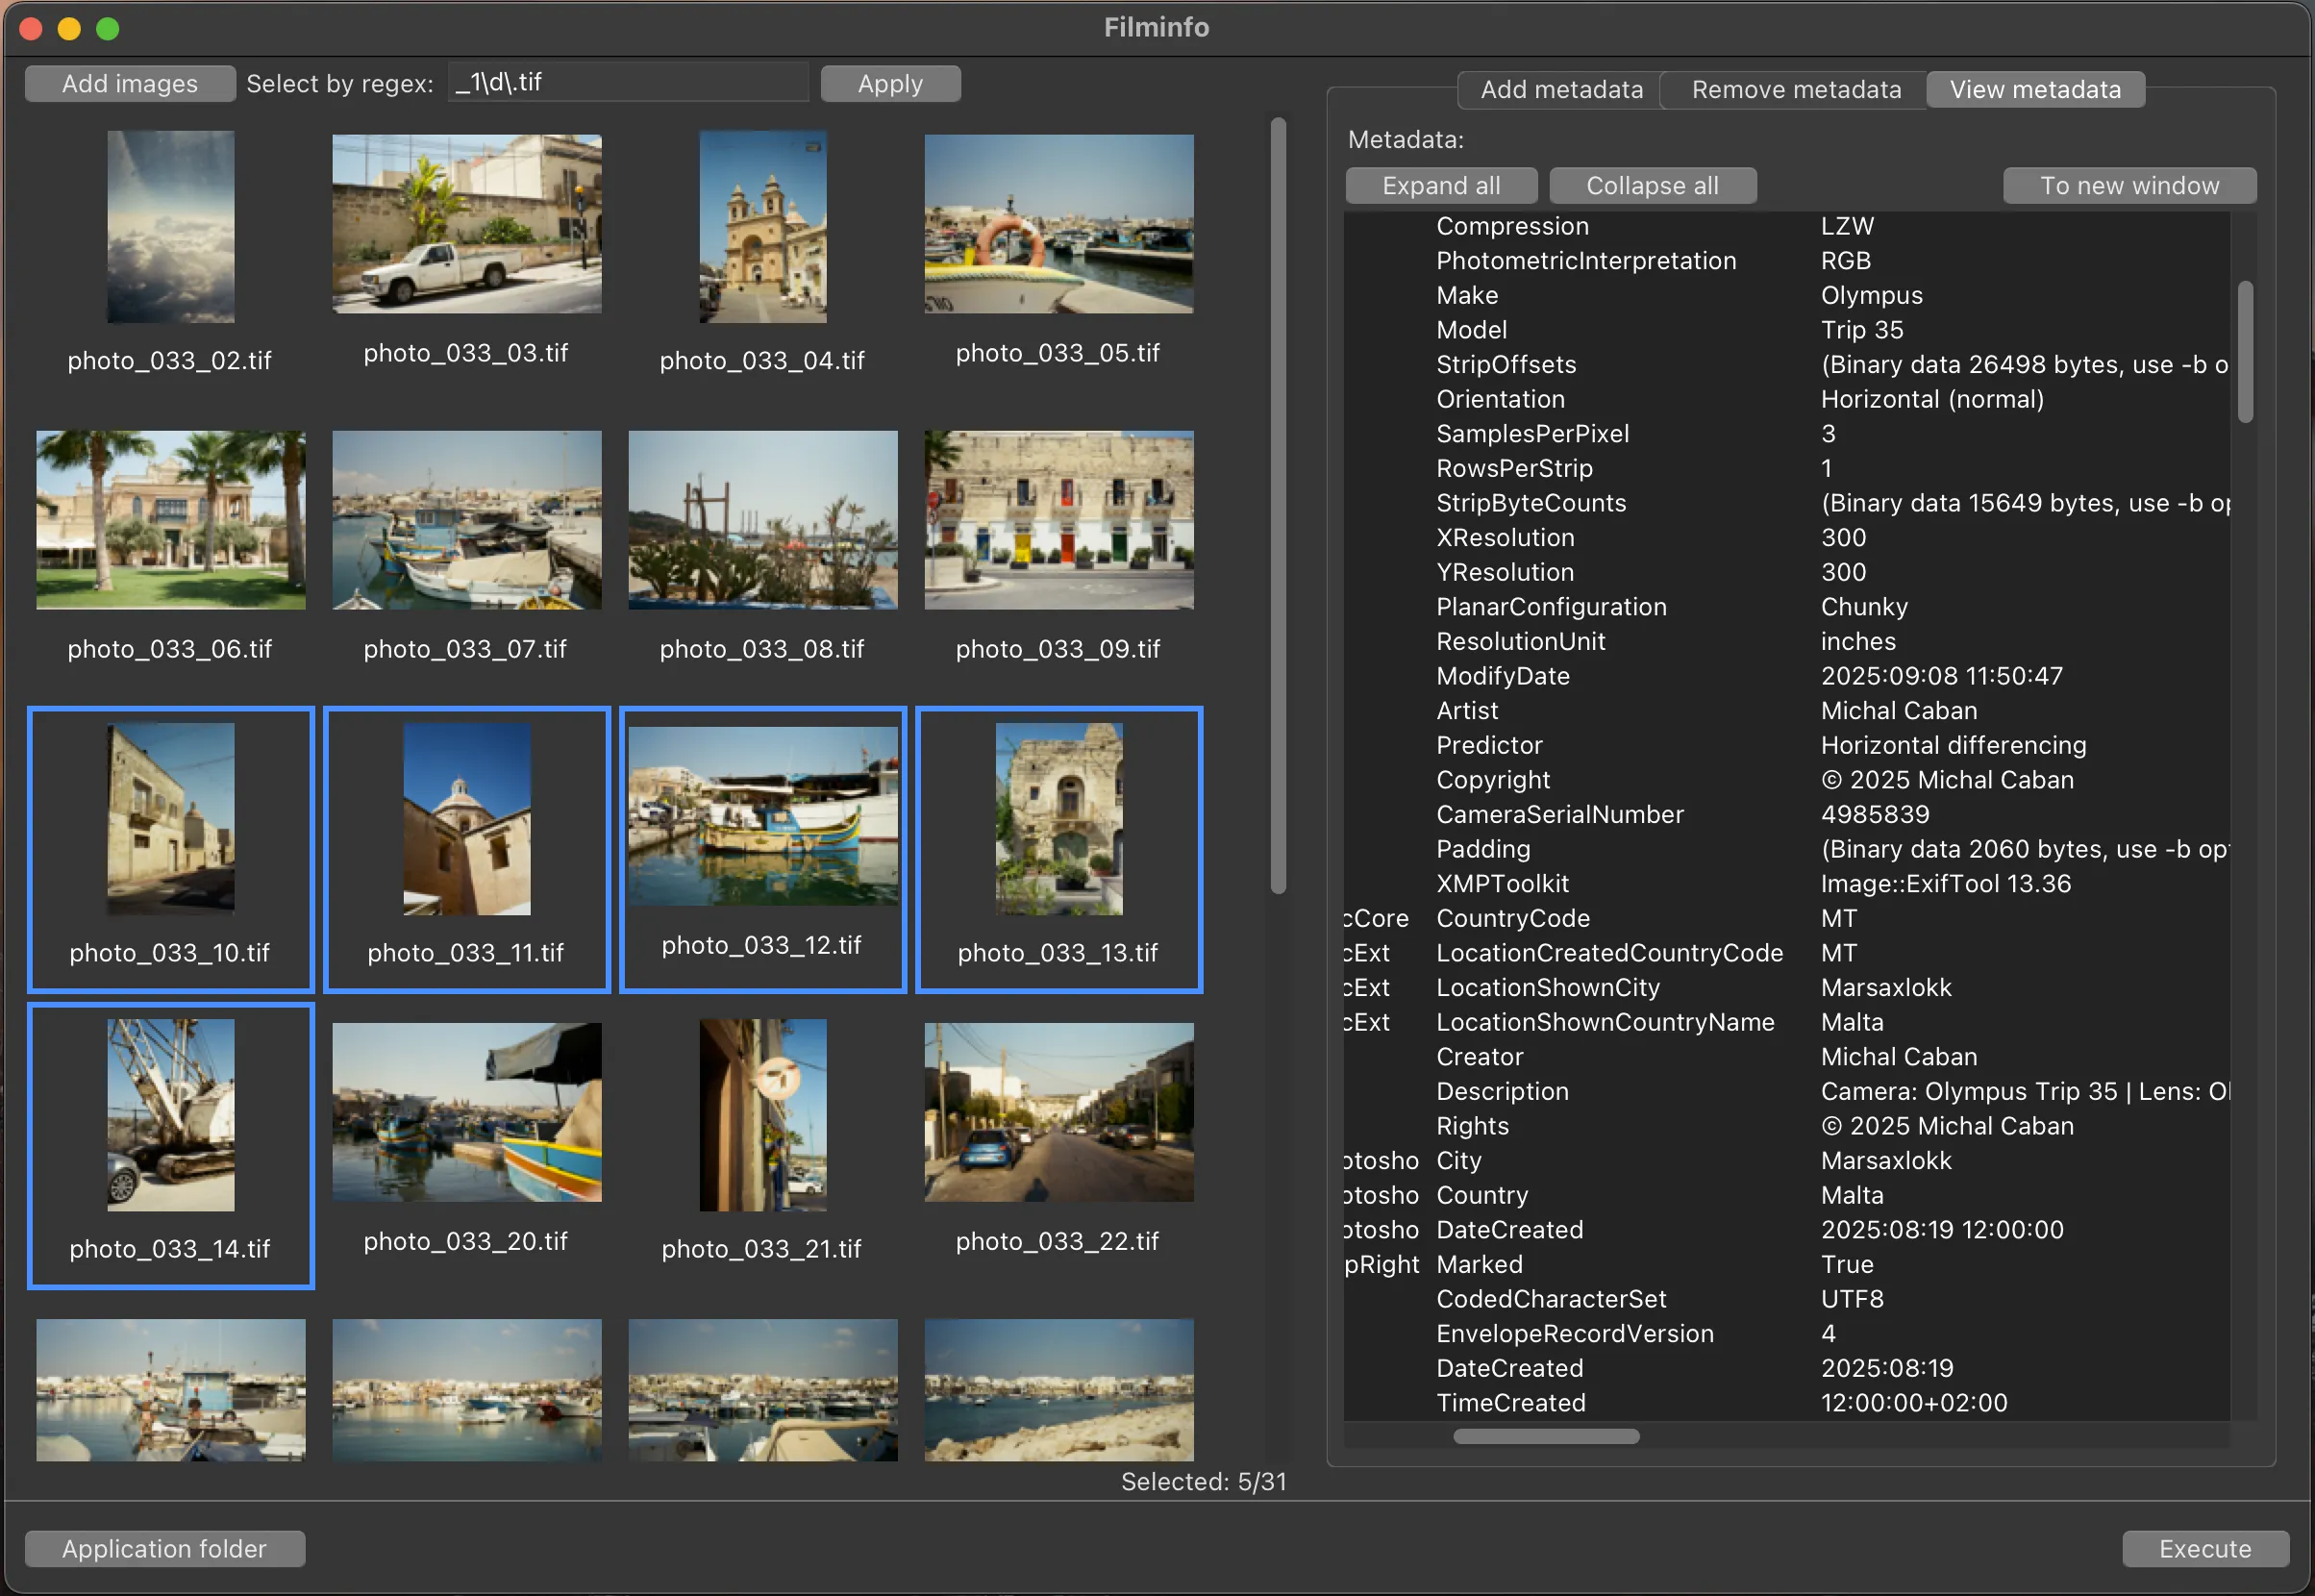 Filminfo
Add images Select by regex: _1\d\.tif Apply
photo_033_02.tif photo_033_03.tif photo_033_04.tif photo_033_05.tif
photo_033_06.tif photo_033_07.tif photo_033_08.tif photo_033_09.tif
photo_033_10.tif photo_033_11.tif photo_033_12.tif photo_033_13.tif
photo_033_14.tif photo_033_20.tif photo_033_21.tif photo_033_22.tif
Selected: 5/31
Add metadata Remove metadata View metadata
Metadata:
Expand all Collapse all To new window
Compression LZW
PhotometricInterpretation RGB
Make Olympus
Model Trip 35
StripOffsets (Binary data 26498 bytes, use -b o
Orientation Horizontal (normal)
SamplesPerPixel 3
RowsPerStrip 1
StripByteCounts (Binary data 15649 bytes, use -b op
XResolution 300
YResolution 300
PlanarConfiguration Chunky
ResolutionUnit inches
ModifyDate 2025:09:08 11:50:47
Artist Michal Caban
Predictor Horizontal differencing
Copyright © 2025 Michal Caban
CameraSerialNumber 4985839
Padding (Binary data 2060 bytes, use -b op
XMPToolkit Image::ExifTool 13.36
cCore CountryCode MT
cExt LocationCreatedCountryCode MT
cExt LocationShownCity Marsaxlokk
cExt LocationShownCountryName Malta
Creator Michal Caban
Description Camera: Olympus Trip 35 | Lens: Ol
Rights © 2025 Michal Caban
otosho City Marsaxlokk
otosho Country Malta
otosho DateCreated 2025:08:19 12:00:00
pRight Marked True
CodedCharacterSet UTF8
EnvelopeRecordVersion 4
DateCreated 2025:08:19
TimeCreated 12:00:00+02:00
Application folder Execute